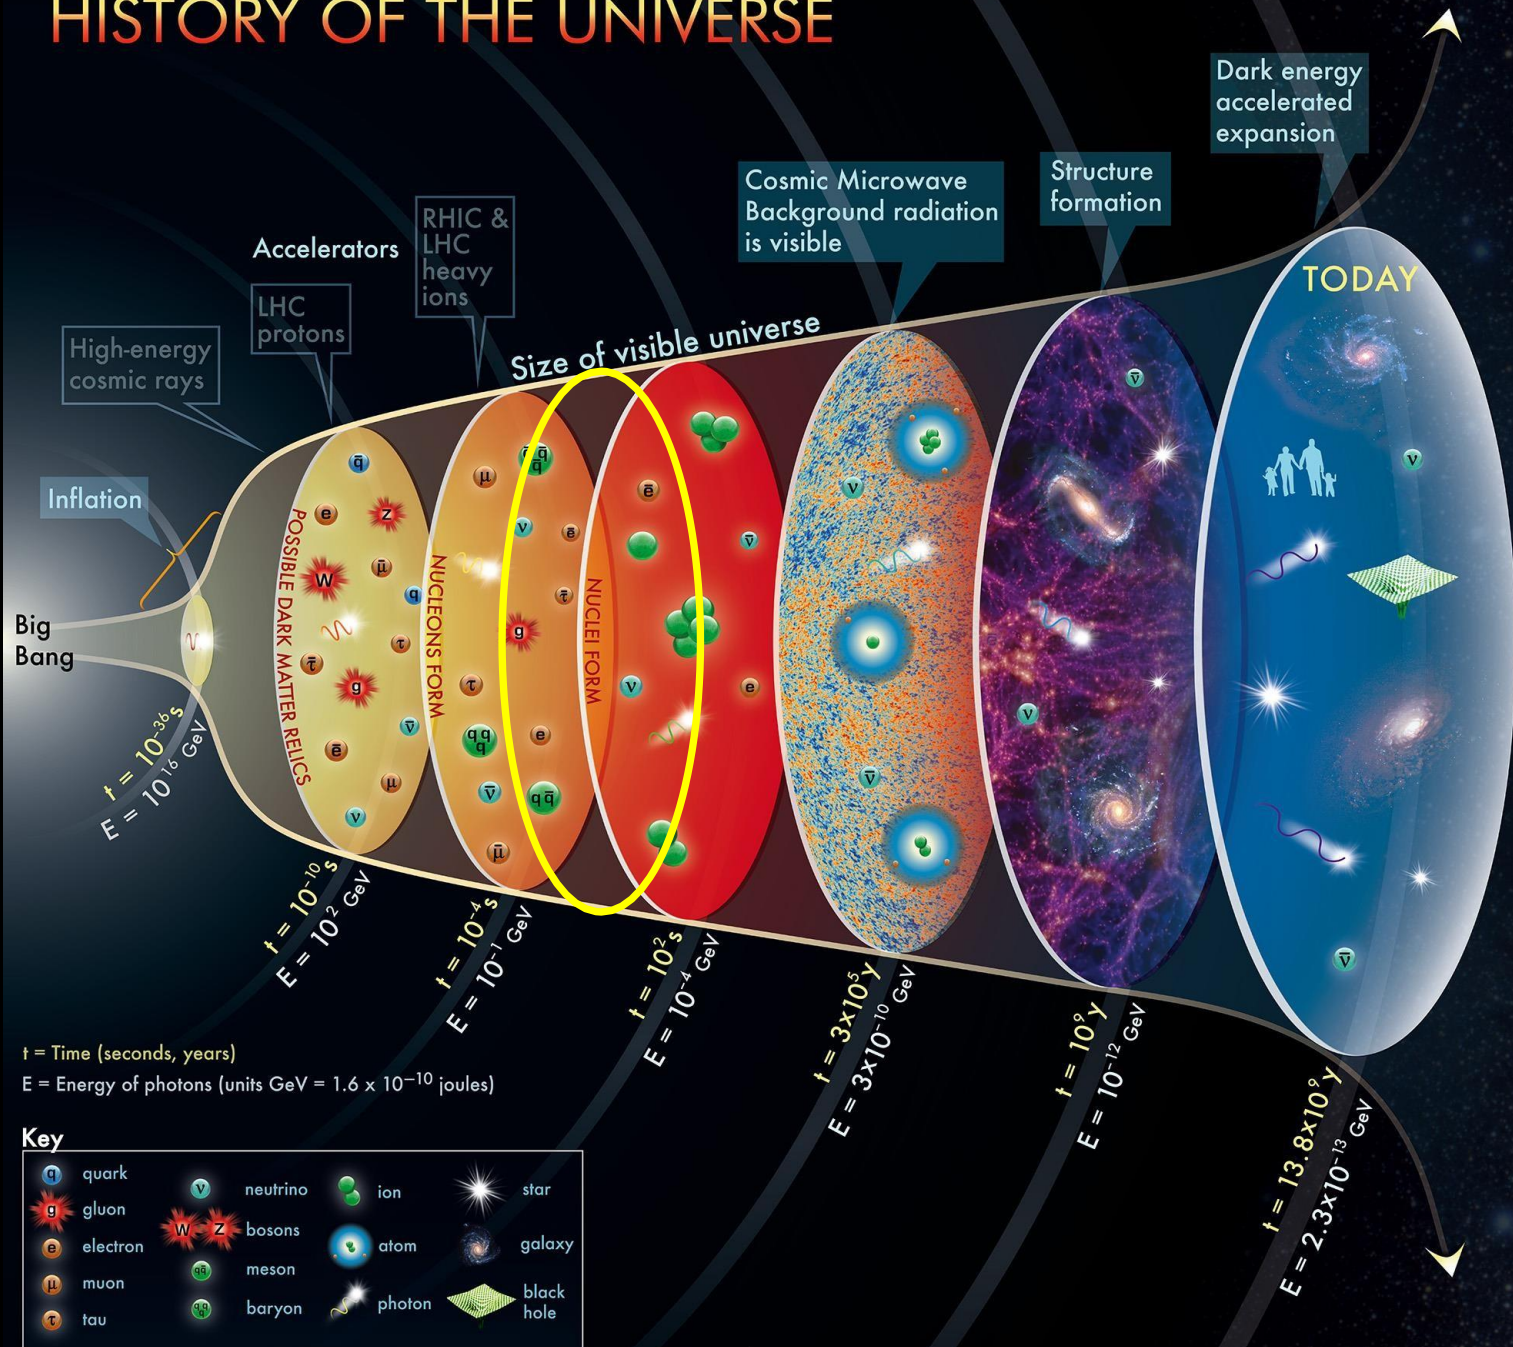 HISTORY OF THE UNIVERSE
Dark energy
accelerated
expansion
Structure
formation
Cosmic Microwave
Background radiation
is visible
RHIC &
LHC
heavy
ions
Accelerators
LHC
protons
High-energy
cosmic rays
Size of visible universe
TODAY
Inflation
Big
Bang
POSSIBLE DARK MATTER RELICS
NUCLEONS FORM
NUCLEI FORM
q̄
e
Z
W
μ̄
q
τ
τ̄
g
ν̄
ē
μ
ν
μ
q̄q̄
q̄
ν
ē
τ̄
g
τ
qq
q
e
ν̄
qq̄
μ̄
ē
ν̄
ν
e
ν
ν̄
ν̄
ν
ν
ν̄
t = 10⁻³⁶ s
E = 10¹⁶ GeV
t = 10⁻¹⁰ s
E = 10² GeV
t = 10⁻⁴ s
E = 10⁻¹ GeV
t = 10² s
E = 10⁻⁴ GeV
t = 3x10⁵ y
E = 3x10⁻¹⁰ GeV
t = 10⁹ y
E = 10⁻¹² GeV
t = 13.8x10⁹ y
E = 2.3x10⁻¹³ GeV
t = Time (seconds, years)
E = Energy of photons (units GeV = 1.6 x 10⁻¹⁰ joules)
Key
q quark
g gluon
e electron
μ muon
τ tau
ν neutrino
W Z bosons
qq̄ meson
qq
q baryon
ion
atom
photon
star
galaxy
black
hole